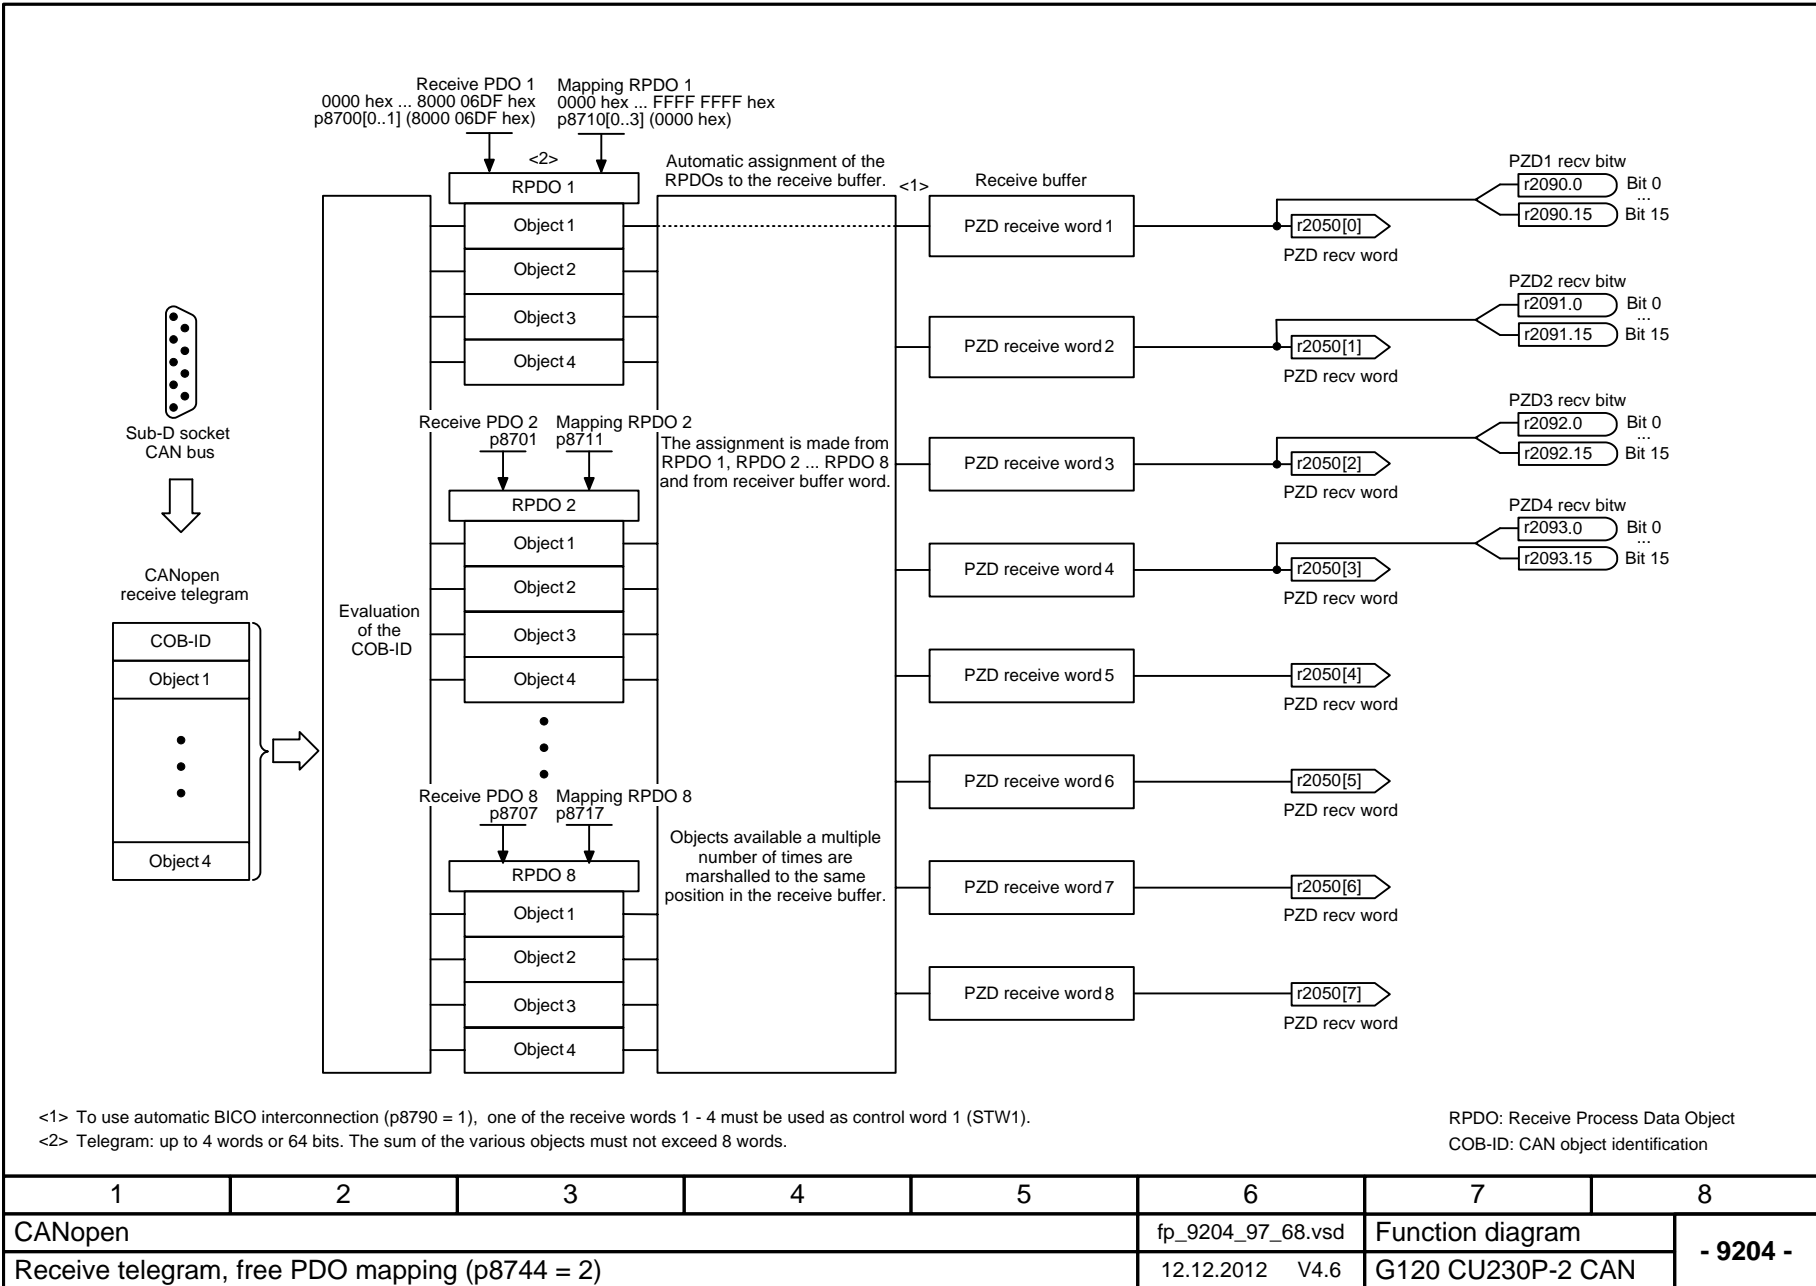 Receive PDO 1
0000 hex ... 8000 06DF hex
p8700[0..1] (8000 06DF hex)
Mapping RPDO 1
0000 hex ... FFFF FFFF hex
p8710[0..3] (0000 hex)
<2>
RPDO 1
Object 1
Object 2
Object 3
Object 4
Automatic assignment of the
RPDOs to the receive buffer.
<1>
Receive buffer
PZD receive word 1
r2050[0]
PZD recv word
PZD1 recv bitw
r2090.0
Bit 0
...
r2090.15
Bit 15
PZD receive word 2
r2050[1]
PZD recv word
PZD2 recv bitw
r2091.0
Bit 0
...
r2091.15
Bit 15
Sub-D socket
CAN bus
CANopen
receive telegram
COB-ID
Object 1
Object 4
Evaluation
of the
COB-ID
Receive PDO 2
p8701
Mapping RPDO 2
p8711
RPDO 2
Object 1
Object 2
Object 3
Object 4
The assignment is made from
RPDO 1, RPDO 2 ... RPDO 8
and from receiver buffer word.
PZD receive word 3
r2050[2]
PZD recv word
PZD3 recv bitw
r2092.0
Bit 0
...
r2092.15
Bit 15
PZD receive word 4
r2050[3]
PZD recv word
PZD4 recv bitw
r2093.0
Bit 0
...
r2093.15
Bit 15
PZD receive word 5
r2050[4]
PZD recv word
PZD receive word 6
r2050[5]
PZD recv word
Receive PDO 8
p8707
Mapping RPDO 8
p8717
RPDO 8
Object 1
Object 2
Object 3
Object 4
Objects available a multiple
number of times are
marshalled to the same
position in the receive buffer.
PZD receive word 7
r2050[6]
PZD recv word
PZD receive word 8
r2050[7]
PZD recv word
<1> To use automatic BICO interconnection (p8790 = 1), one of the receive words 1 - 4 must be used as control word 1 (STW1).
<2> Telegram: up to 4 words or 64 bits. The sum of the various objects must not exceed 8 words.
RPDO: Receive Process Data Object
COB-ID: CAN object identification
1 2 3 4 5 6 7 8
CANopen
fp_9204_97_68.vsd
Function diagram
- 9204 -
Receive telegram, free PDO mapping (p8744 = 2)
12.12.2012 V4.6
G120 CU230P-2 CAN